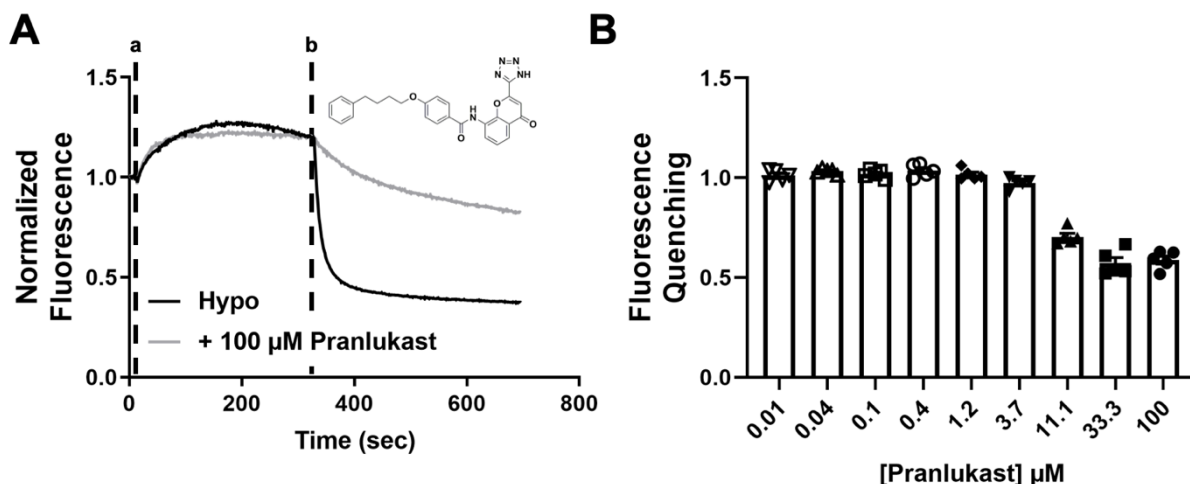 A
a
b
1.5
1.0
0.5
0.0
Normalized
Fluorescence
Hypo
+ 100 µM Pranlukast
0
200
400
600
800
Time (sec)
N
N
N
NH
O
O
H
N
O
O
B
1.5
1.0
0.5
0.0
Fluorescence
Quenching
0.01
0.04
0.1
0.4
1.2
3.7
11.1
33.3
100
[Pranlukast] µM